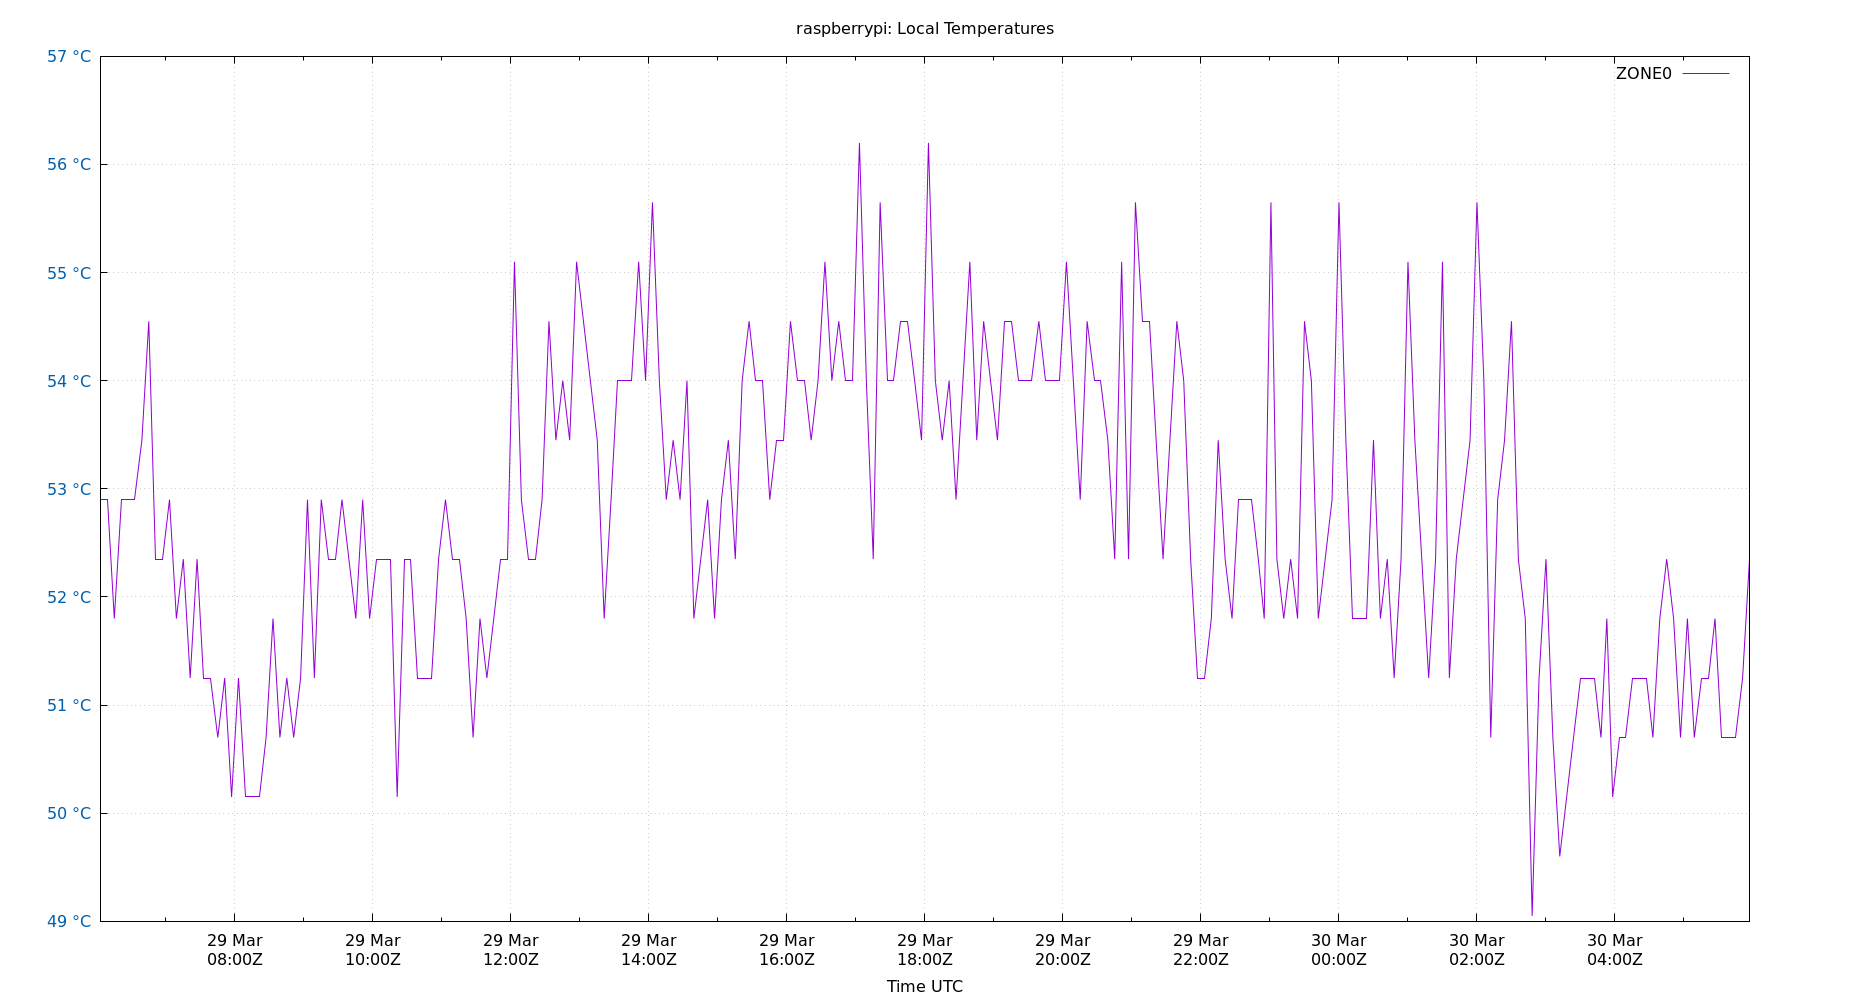 raspberrypi: Local Temperatures
57 °C
ZONE0
56 °C
55 °C
54 °C
53 °C
52 °C
51 °C
50 °C
49 °C
29 Mar 29 Mar 29 Mar 29 Mar 29 Mar 29 Mar 29 Mar 29 Mar 30 Mar 30 Mar 30 Mar
08:00Z 10:00Z 12:00Z 14:00Z 16:00Z 18:00Z 20:00Z 22:00Z 00:00Z 02:00Z 04:00Z
Time UTC